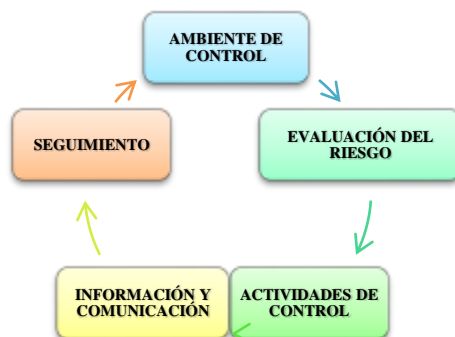 AMBIENTE DE
CONTROL
EVALUACIÓN DEL
RIESGO
ACTIVIDADES DE
CONTROL
INFORMACIÓN Y
COMUNICACIÓN
SEGUIMIENTO